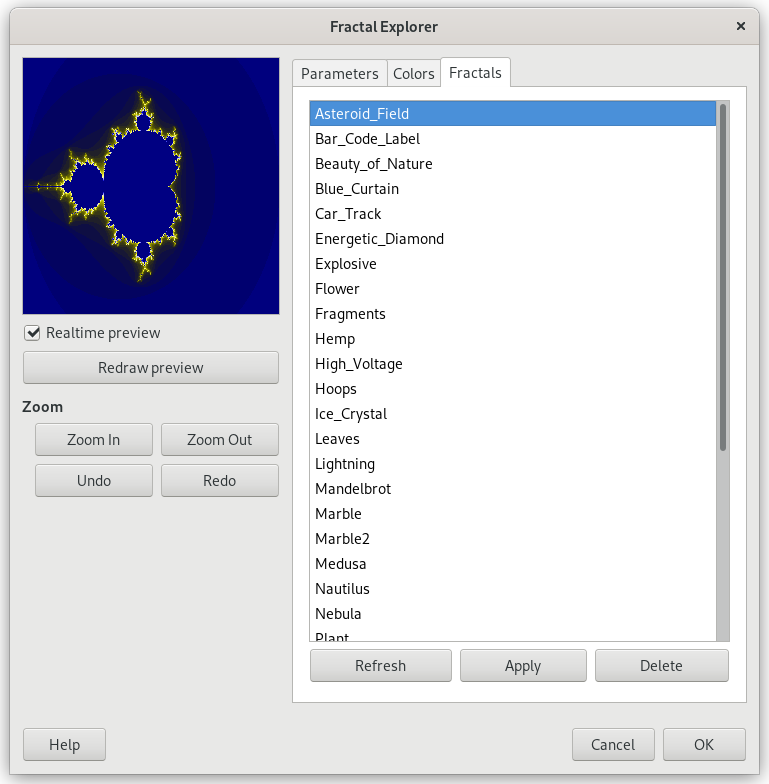 Fractal Explorer
Parameters Colors Fractals
Asteroid_Field
Bar_Code_Label
Beauty_of_Nature
Blue_Curtain
Car_Track
Energetic_Diamond
Explosive
Flower
Fragments
Hemp
High_Voltage
Hoops
Ice_Crystal
Leaves
Lightning
Mandelbrot
Marble
Marble2
Medusa
Nautilus
Nebula
Plant
Realtime preview
Redraw preview
Zoom
Zoom In Zoom Out
Undo Redo
Refresh Apply Delete
Help Cancel OK